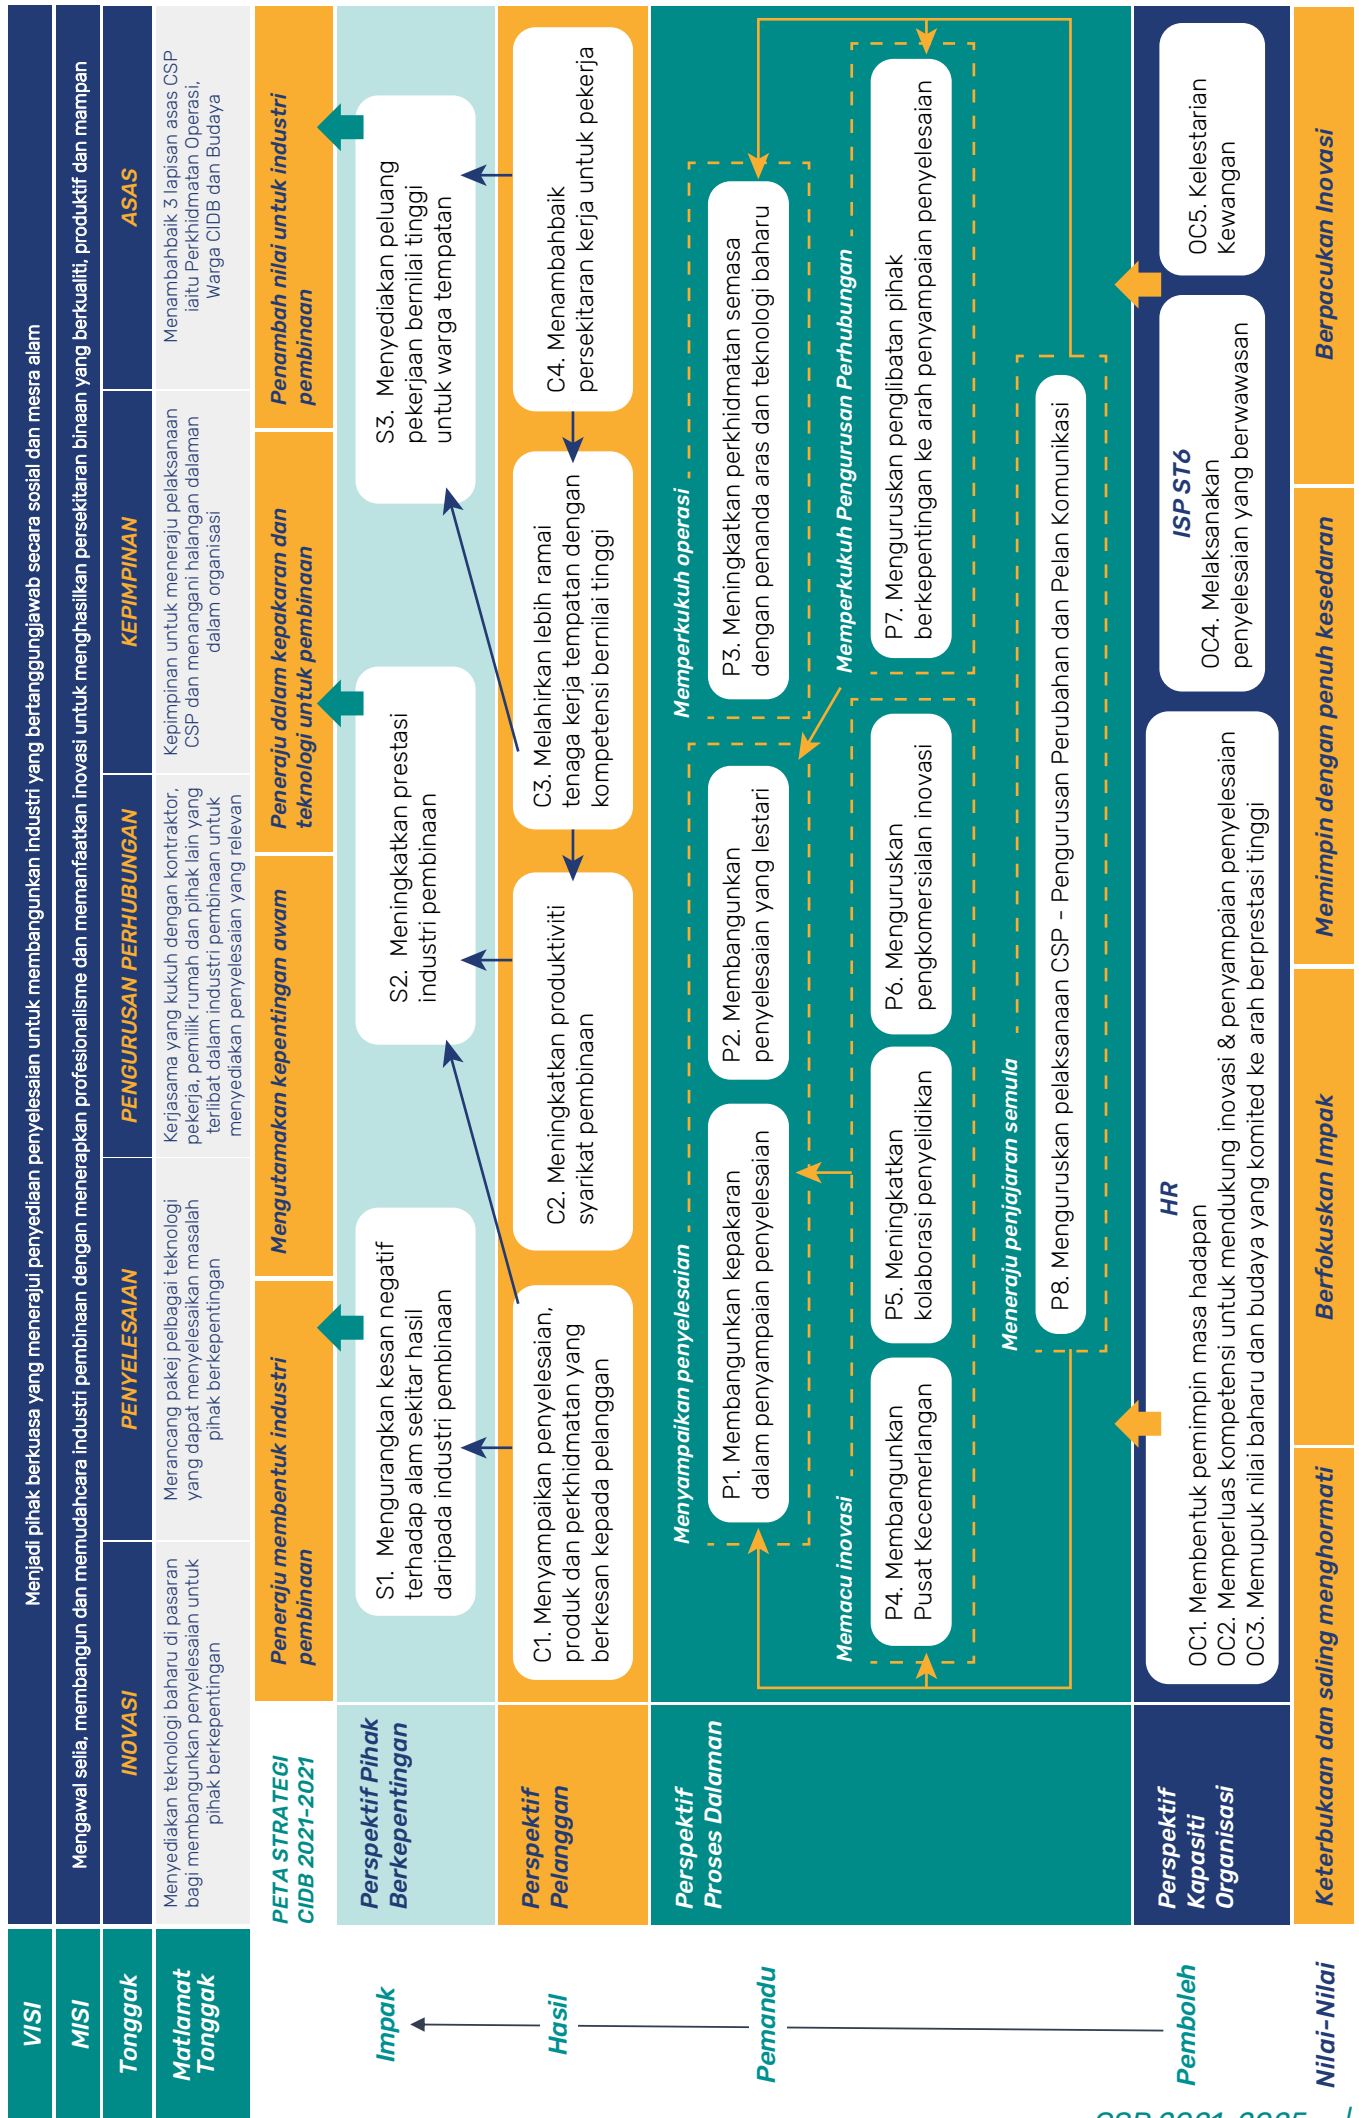 VISI
Menjadi pihak berkuasa yang menerajui penyediaan penyelesaian untuk membangunkan industri yang bertanggungjawab secara sosial dan mesra alam
MISI
Mengawal selia, membangun dan memudahcara industri pembinaan dengan menerapkan profesionalisme dan memanfaatkan inovasi untuk menghasilkan persekitaran binaan yang berkualiti, produktif dan mampan
Tonggak
INOVASI
PENYELESAIAN
PENGURUSAN PERHUBUNGAN
KEPIMPINAN
ASAS
Matlamat
Tonggak
Menyediakan teknologi baharu di pasaran
bagi membangunkan penyelesaian untuk
pihak berkepentingan
Merancang pakej pelbagai teknologi
yang dapat menyelesaikan masalah
pihak berkepentingan
Kerjasama yang kukuh dengan kontraktor,
pekerja, pemilik rumah dan pihak lain yang
terlibat dalam industri pembinaan untuk
menyediakan penyelesaian yang relevan
Kepimpinan untuk meneraju pelaksanaan
CSP dan menangani halangan dalaman
dalam organisasi
Menambahbaik 3 lapisan asas CSP
iaitu Perkhidmatan Operasi,
Warga CIDB dan Budaya
PETA STRATEGI
CIDB 2021-2021
Peneraju membentuk industri
pembinaan
Mengutamakan kepentingan awam
Peneraju dalam kepakaran dan
teknologi untuk pembinaan
Penambah nilai untuk industri
pembinaan
Impak
Perspektif Pihak
Berkepentingan
S1. Mengurangkan kesan negatif
terhadap alam sekitar hasil
daripada industri pembinaan
S2. Meningkatkan prestasi
industri pembinaan
S3. Menyediakan peluang
pekerjaan bernilai tinggi
untuk warga tempatan
Hasil
Perspektif
Pelanggan
C1. Menyampaikan penyelesaian,
produk dan perkhidmatan yang
berkesan kepada pelanggan
C2. Meningkatkan produktiviti
syarikat pembinaan
C3. Melahirkan lebih ramai
tenaga kerja tempatan dengan
kompetensi bernilai tinggi
C4. Menambahbaik
persekitaran kerja untuk pekerja
Pemandu
Perspektif
Proses Dalaman
Menyampaikan penyelesaian
P1. Membangunkan kepakaran
dalam penyampaian penyelesaian
P2. Membangunkan
penyelesaian yang lestari
Memperkukuh operasi
P3. Meningkatkan perkhidmatan semasa
dengan penanda aras dan teknologi baharu
Memacu inovasi
P4. Membangunkan
Pusat Kecemerlangan
P5. Meningkatkan
kolaborasi penyelidikan
P6. Menguruskan
pengkomersialan inovasi
Memperkukuh Pengurusan Perhubungan
P7. Menguruskan penglibatan pihak
berkepentingan ke arah penyampaian penyelesaian
Meneraju penjajaran semula
P8. Menguruskan pelaksanaan CSP - Pengurusan Perubahan dan Pelan Komunikasi
Pemboleh
Perspektif
Kapasiti
Organisasi
HR
OC1. Membentuk pemimpin masa hadapan
OC2. Memperluas kompetensi untuk mendukung inovasi & penyampaian penyelesaian
OC3. Memupuk nilai baharu dan budaya yang komited ke arah berprestasi tinggi
ISP ST6
OC4. Melaksanakan
penyelesaian yang berwawasan
OC5. Kelestarian
Kewangan
Nilai-Nilai
Keterbukaan dan saling menghormati
Berfokuskan Impak
Memimpin dengan penuh kesedaran
Berpacukan Inovasi